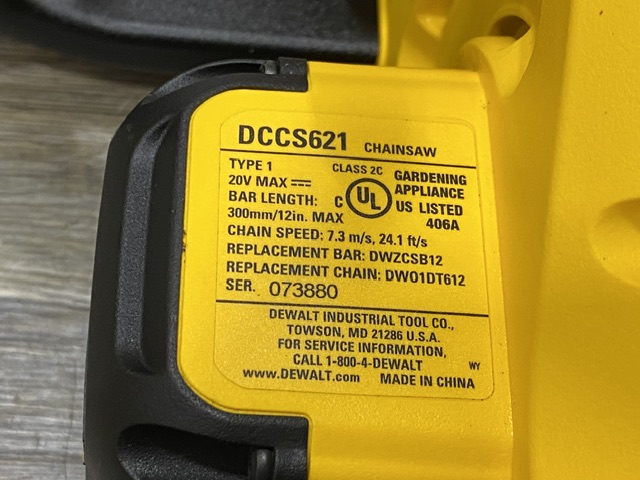 DCCS621 CHAINSAW
TYPE 1 CLASS 2C
20V MAX ⎓
BAR LENGTH:
300mm/12in. MAX
C UL US LISTED
GARDENING
APPLIANCE
406A
CHAIN SPEED: 7.3 m/s, 24.1 ft/s
REPLACEMENT BAR: DWZCSB12
REPLACEMENT CHAIN: DWO1DT612
SER. 073880
DEWALT INDUSTRIAL TOOL CO.,
TOWSON, MD 21286 U.S.A.
FOR SERVICE INFORMATION,
CALL 1-800-4-DEWALT WY
www.DEWALT.com MADE IN CHINA